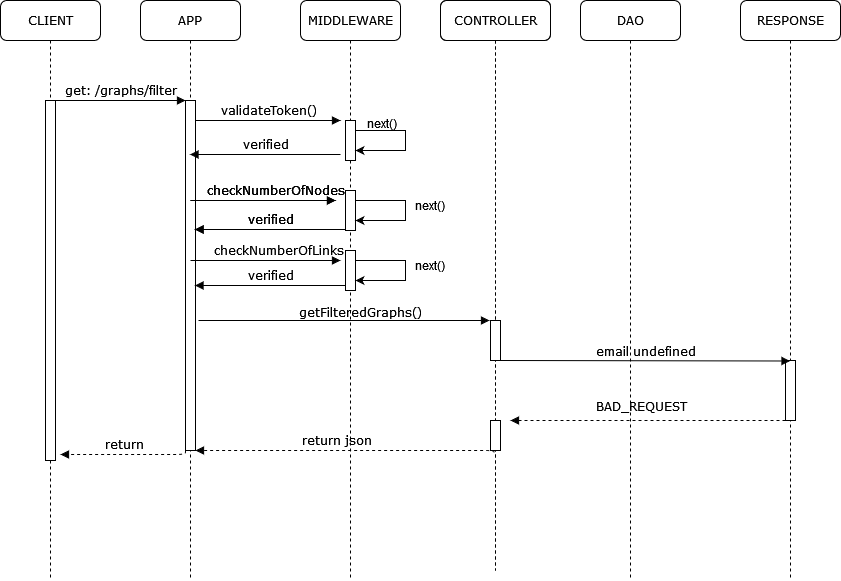 CLIENT
APP
MIDDLEWARE
CONTROLLER
DAO
RESPONSE
get: /graphs/filter
validateToken()
next()
verified
checkNumberOfNodes
next()
verified
checkNumberOfLinks
next()
verified
getFilteredGraphs()
email undefined
BAD_REQUEST
return json
return